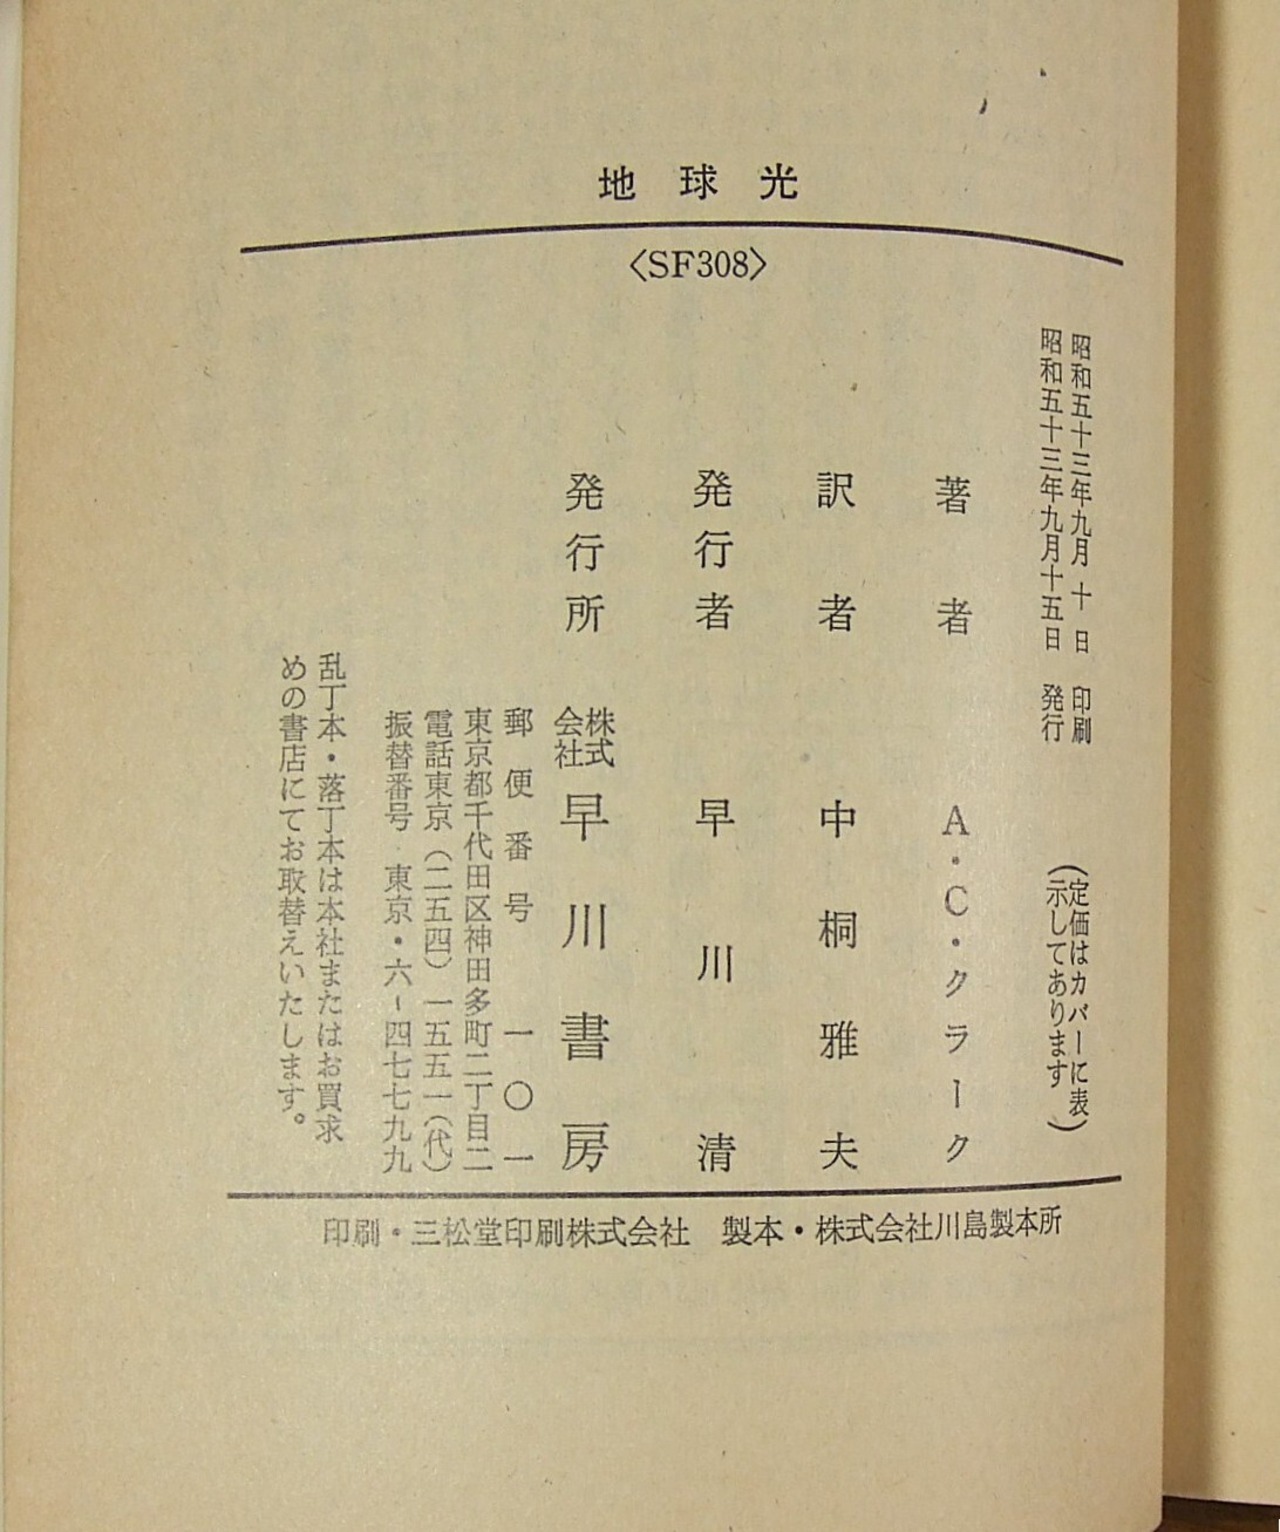 地球光
〈SF308〉
昭和五十三年九月十日 印刷
昭和五十三年九月十五日 発行
（定価はカバーに表
示してあります）
著者 A・C・クラーク
訳者 中桐雅夫
発行者 早川清
発行所 株式会社 早川書房
郵便番号 一〇一
東京都千代田区神田多町二丁目二
電話東京（二五四）一五五一（代）
振替番号 東京・六-四七七九九
乱丁本・落丁本は本社またはお買求
めの書店にてお取替えいたします。
印刷・三松堂印刷株式会社 製本・株式会社川島製本所